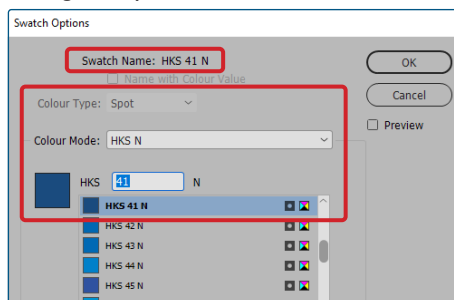 Swatch Options
Swatch Name: HKS 41 N
Name with Colour Value
OK
Colour Type: Spot
Cancel
Preview
Colour Mode: HKS N
HKS 41 N
HKS 41 N
HKS 42 N
HKS 43 N
HKS 44 N
HKS 45 N